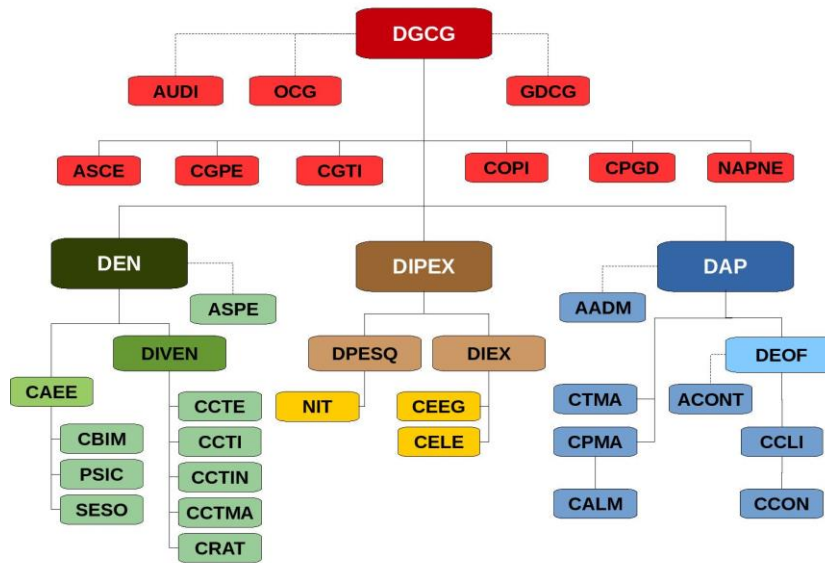 DGCG
AUDI
OCG
GDCG
ASCE
CGPE
CGTI
COPI
CPGD
NAPNE
DEN
DIPEX
DAP
ASPE
AADM
DIVEN
DPESQ
DIEX
DEOF
CAEE
CCTE
NIT
CEEG
CTMA
ACONT
CBIM
CCTI
CELE
CPMA
CCLI
PSIC
CCTIN
SESO
CCTMA
CALM
CCON
CRAT